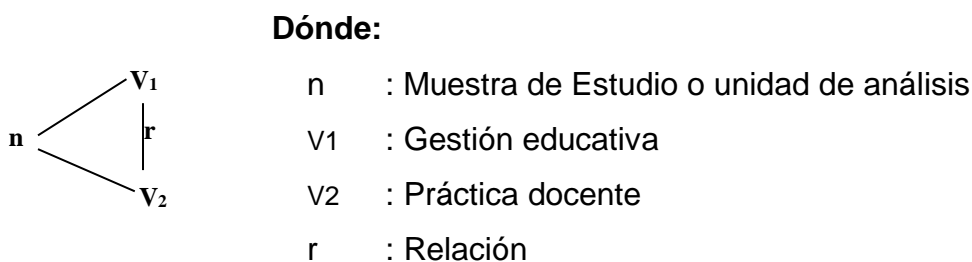 Dónde:
V1
r
n
V2
n : Muestra de Estudio o unidad de análisis
V1 : Gestión educativa
V2 : Práctica docente
r : Relación